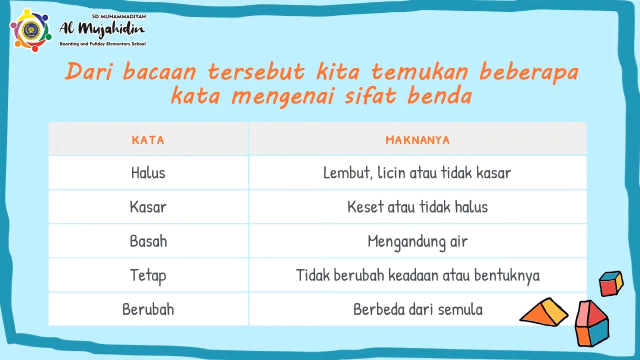 SD MUHAMMADIYAH
Al Mujahidin
Boarding and Fullday Elementary School
Dari bacaan tersebut kita temukan beberapa
kata mengenai sifat benda
KATA MAKNANYA
Halus Lembut, licin atau tidak kasar
Kasar Keset atau tidak halus
Basah Mengandung air
Tetap Tidak berubah keadaan atau bentuknya
Berubah Berbeda dari semula